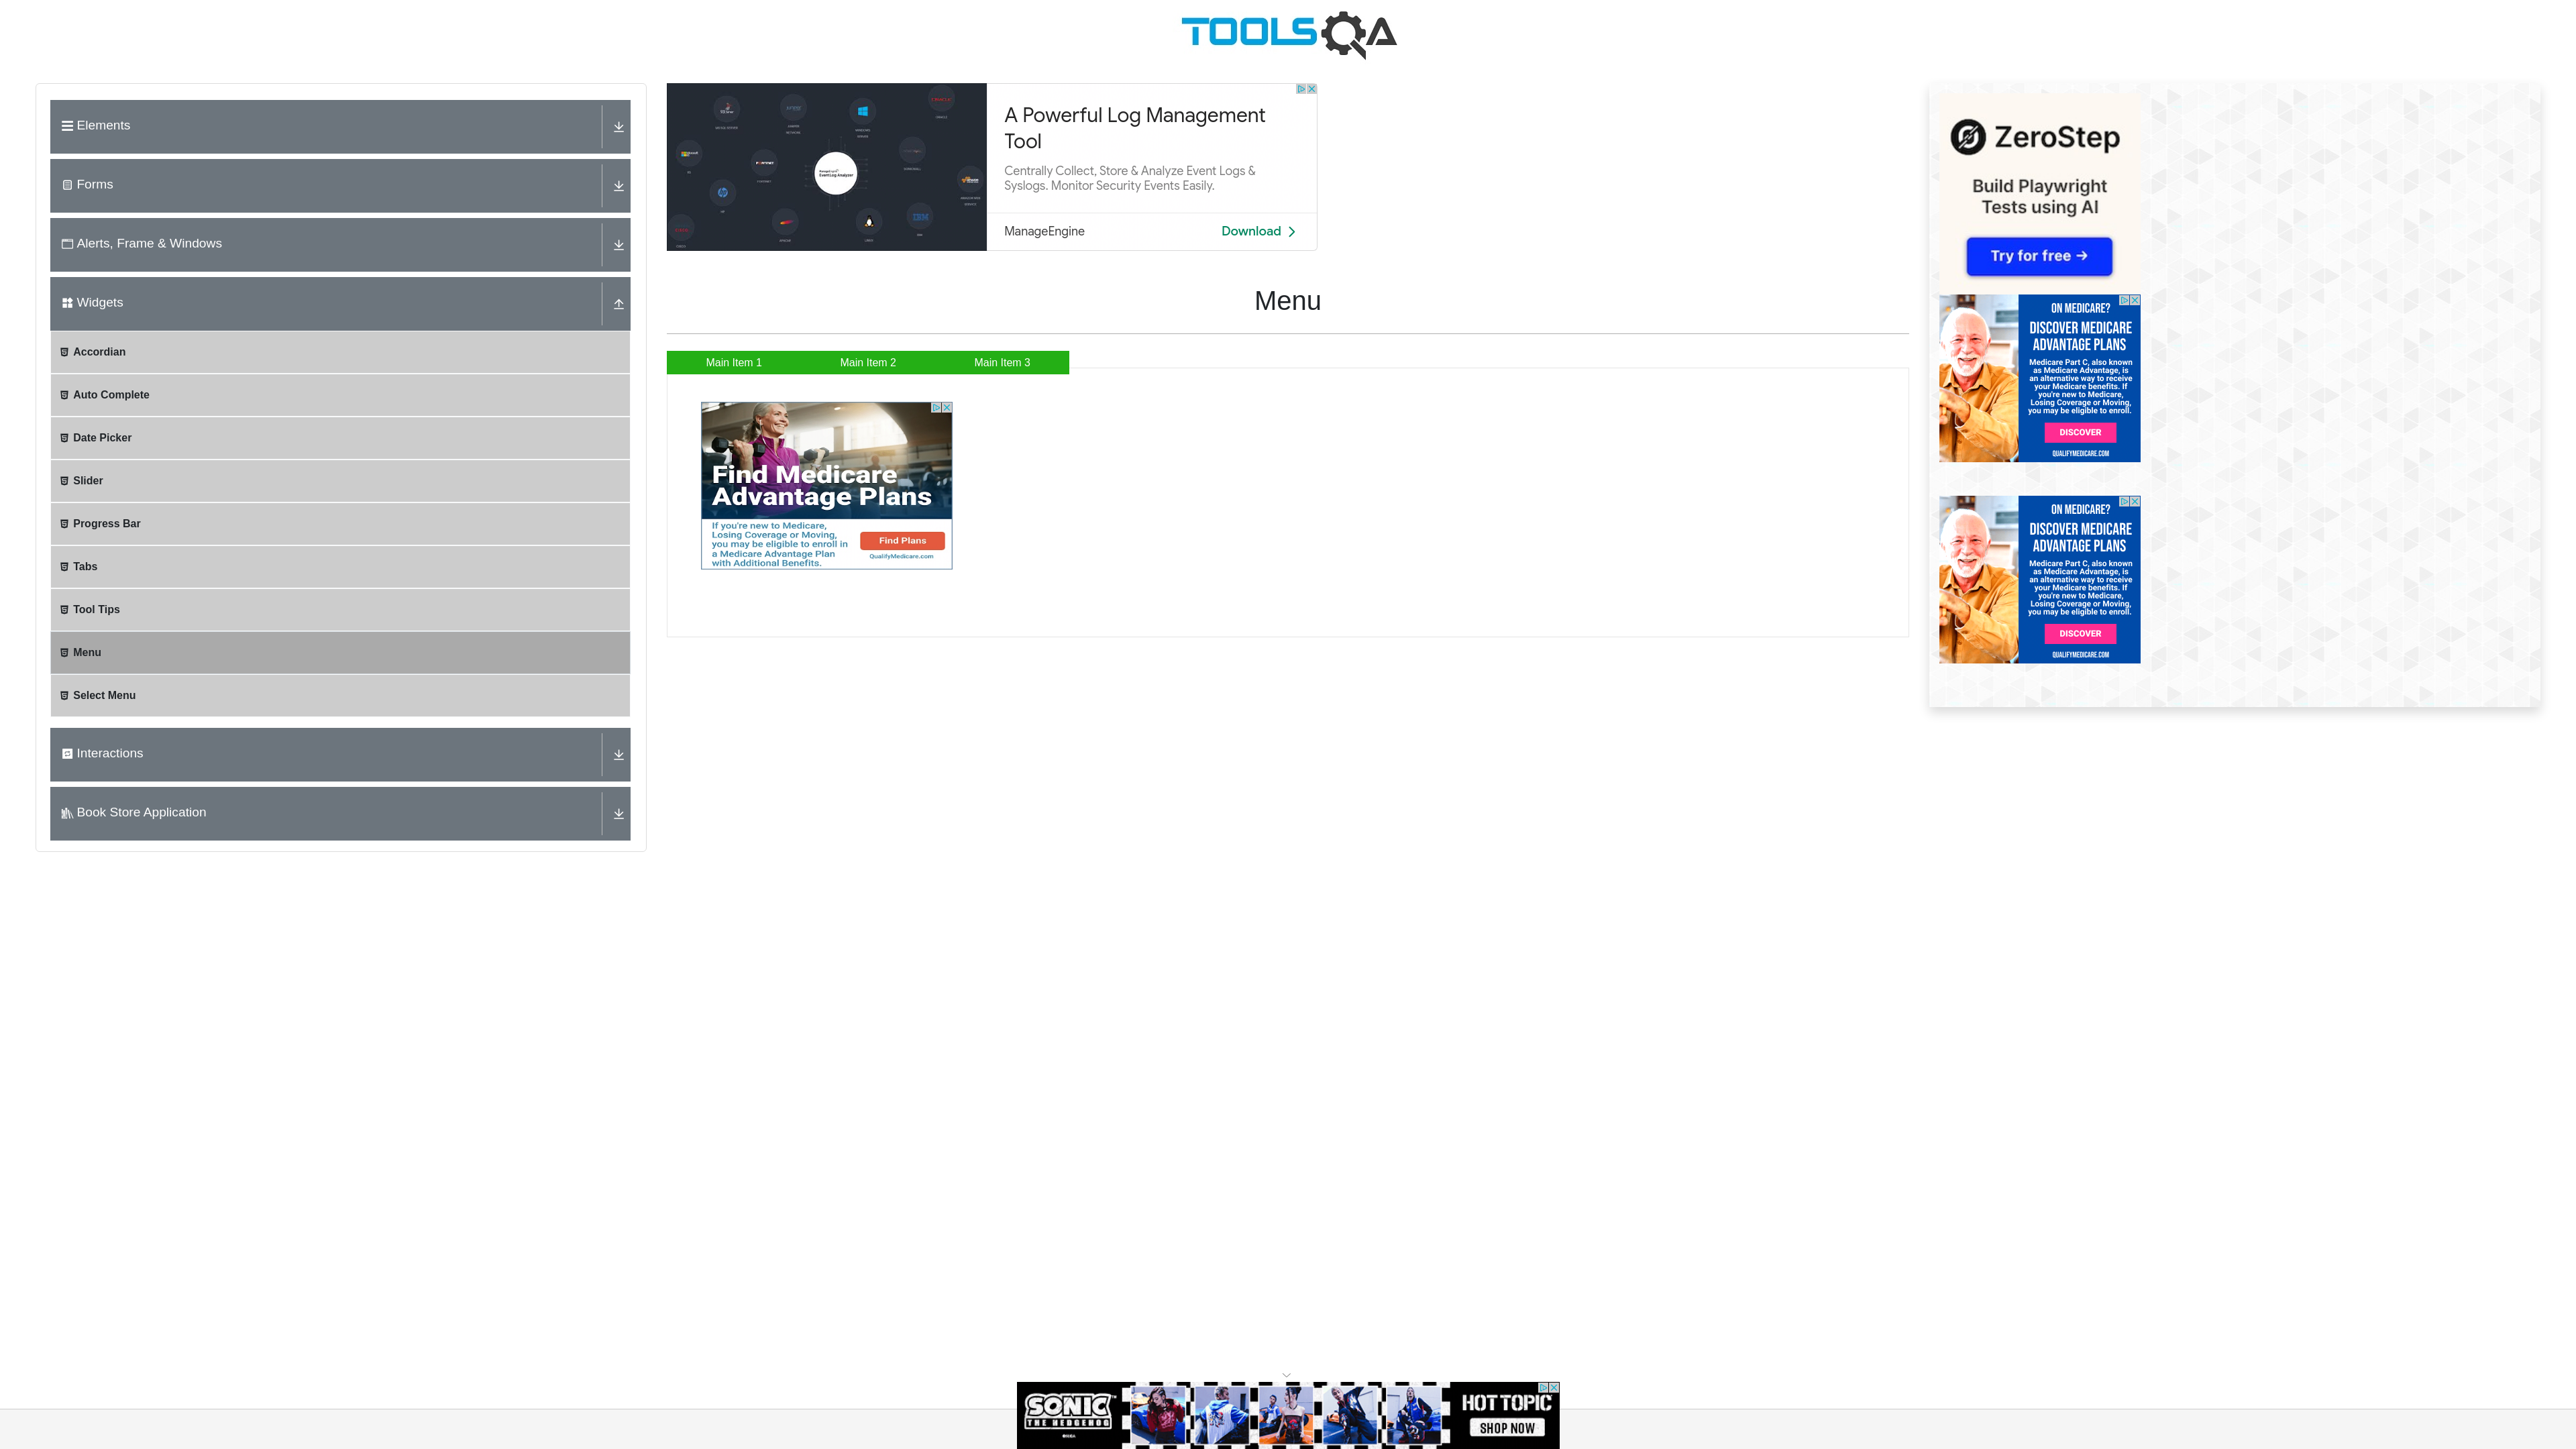 TOOLSQA
Elements
Forms
Alerts, Frame & Windows
Widgets
Accordian
Auto Complete
Date Picker
Slider
Progress Bar
Tabs
Tool Tips
Menu
Select Menu
Interactions
Book Store Application
A Powerful Log Management
Tool
Centrally Collect, Store & Analyze Event Logs &
Syslogs. Monitor Security Events Easily.
ManageEngine
Download
Menu
Main Item 1
Main Item 2
Main Item 3
Find Medicare
Advantage Plans
If you're new to Medicare,
Losing Coverage or Moving,
you may be eligible to enroll in
a Medicare Advantage Plan
with Additional Benefits.
Find Plans
QualifyMedicare.com
ZeroStep
Build Playwright
Tests using AI
Try for free →
ON MEDICARE?
DISCOVER MEDICARE
ADVANTAGE PLANS
Medicare Part C, also known
as Medicare Advantage, is
an alternative way to receive
your Medicare benefits. If
you're new to Medicare,
Losing Coverage or Moving,
you may be eligible to enroll.
DISCOVER
QUALIFYMEDICARE.COM
ON MEDICARE?
DISCOVER MEDICARE
ADVANTAGE PLANS
Medicare Part C, also known
as Medicare Advantage, is
an alternative way to receive
your Medicare benefits. If
you're new to Medicare,
Losing Coverage or Moving,
you may be eligible to enroll.
DISCOVER
QUALIFYMEDICARE.COM
SONIC
THE HEDGEHOG
HOT TOPIC
SHOP NOW